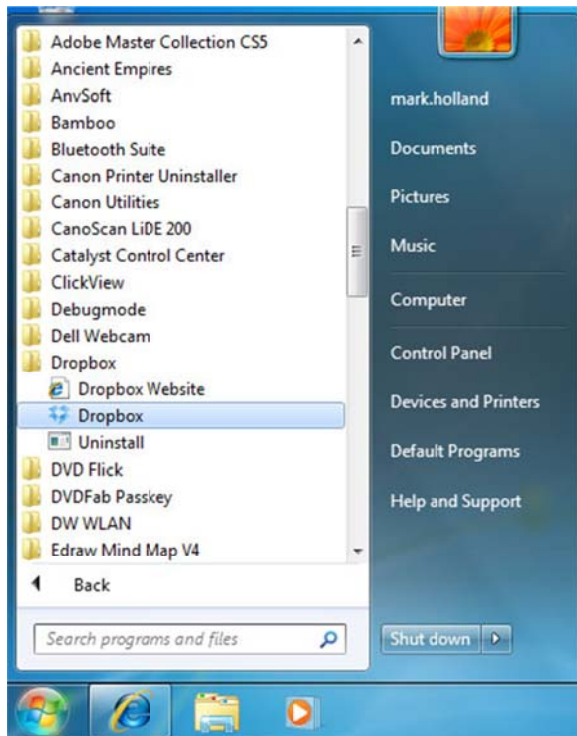 Adobe Master Collection CS5
Ancient Empires
AnvSoft
Bamboo
Bluetooth Suite
Canon Printer Uninstaller
Canon Utilities
CanoScan LiDE 200
Catalyst Control Center
ClickView
Debugmode
Dell Webcam
Dropbox
Dropbox Website
Dropbox
Uninstall
DVD Flick
DVDFab Passkey
DW WLAN
Edraw Mind Map V4
Back
Search programs and files
mark.holland
Documents
Pictures
Music
Computer
Control Panel
Devices and Printers
Default Programs
Help and Support
Shut down